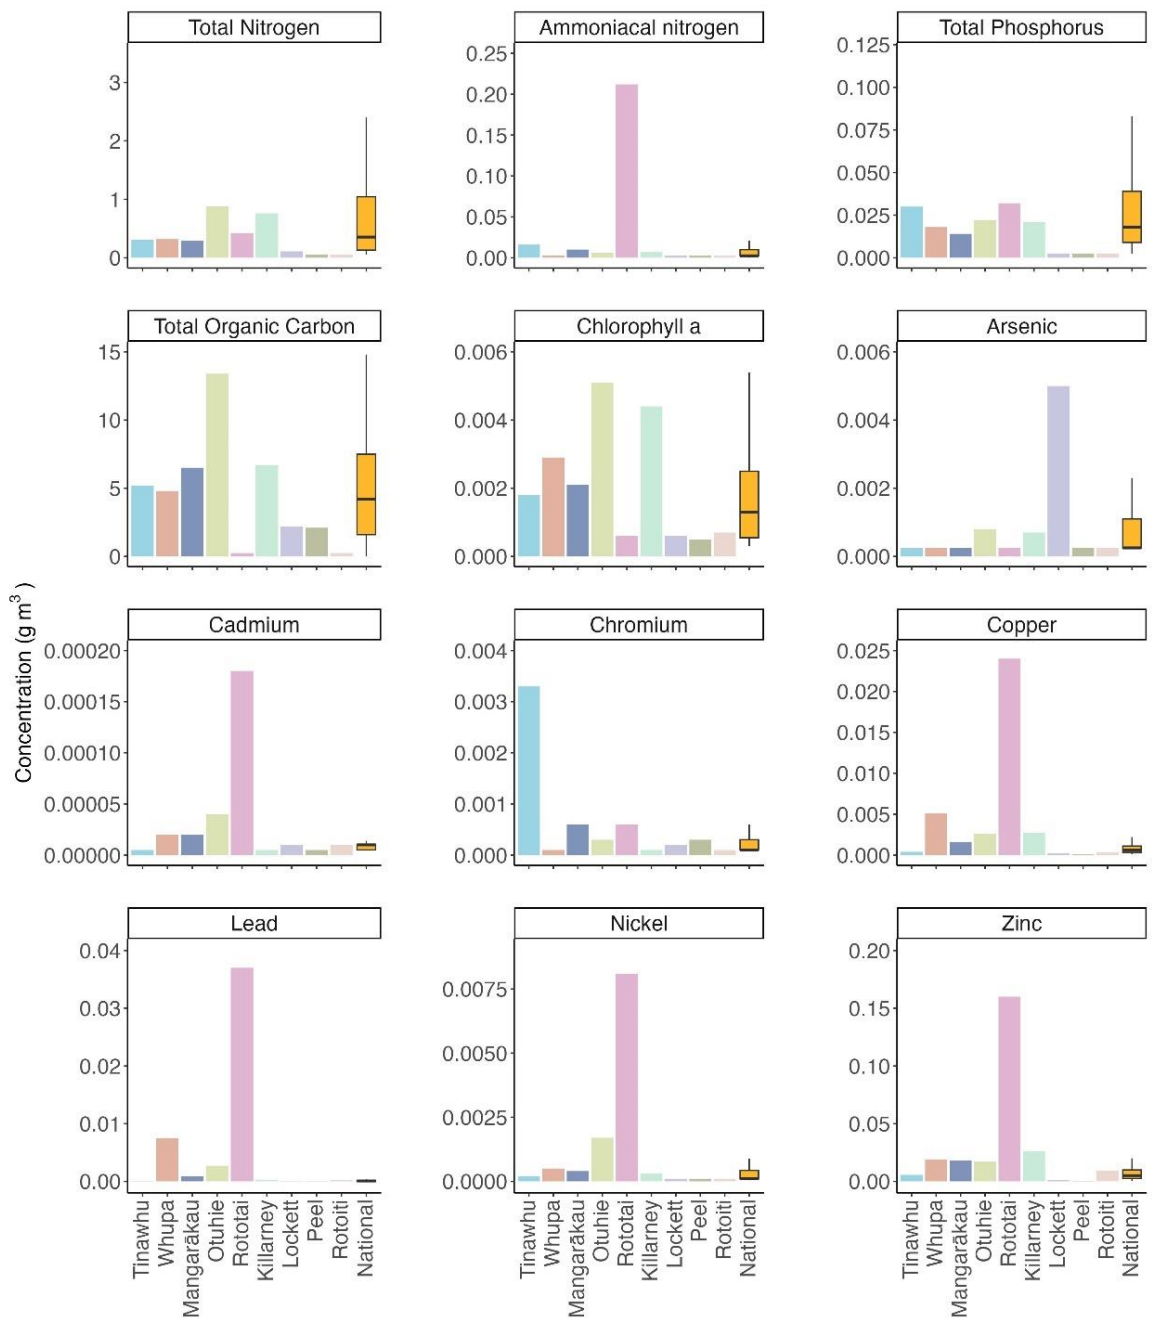 Total Nitrogen
Ammoniacal nitrogen
Total Phosphorus
3
2
1
0
0.25
0.20
0.15
0.10
0.05
0.00
0.125
0.100
0.075
0.050
0.025
0.000
Total Organic Carbon
Chlorophyll a
Arsenic
15
10
5
0
0.006
0.004
0.002
0.000
0.006
0.004
0.002
0.000
Concentration (g m³ )
Cadmium
Chromium
Copper
0.00020
0.00015
0.00010
0.00005
0.00000
0.004
0.003
0.002
0.001
0.000
0.025
0.020
0.015
0.010
0.005
0.000
Lead
Nickel
Zinc
0.04
0.03
0.02
0.01
0.00
0.0075
0.0050
0.0025
0.0000
0.20
0.15
0.10
0.05
0.00
Tinawhu
Whupa
Mangarākau
Otuhie
Rototai
Killarney
Lockett
Peel
Rotoiti
National
Tinawhu
Whupa
Mangarākau
Otuhie
Rototai
Killarney
Lockett
Peel
Rotoiti
National
Tinawhu
Whupa
Mangarākau
Otuhie
Rototai
Killarney
Lockett
Peel
Rotoiti
National